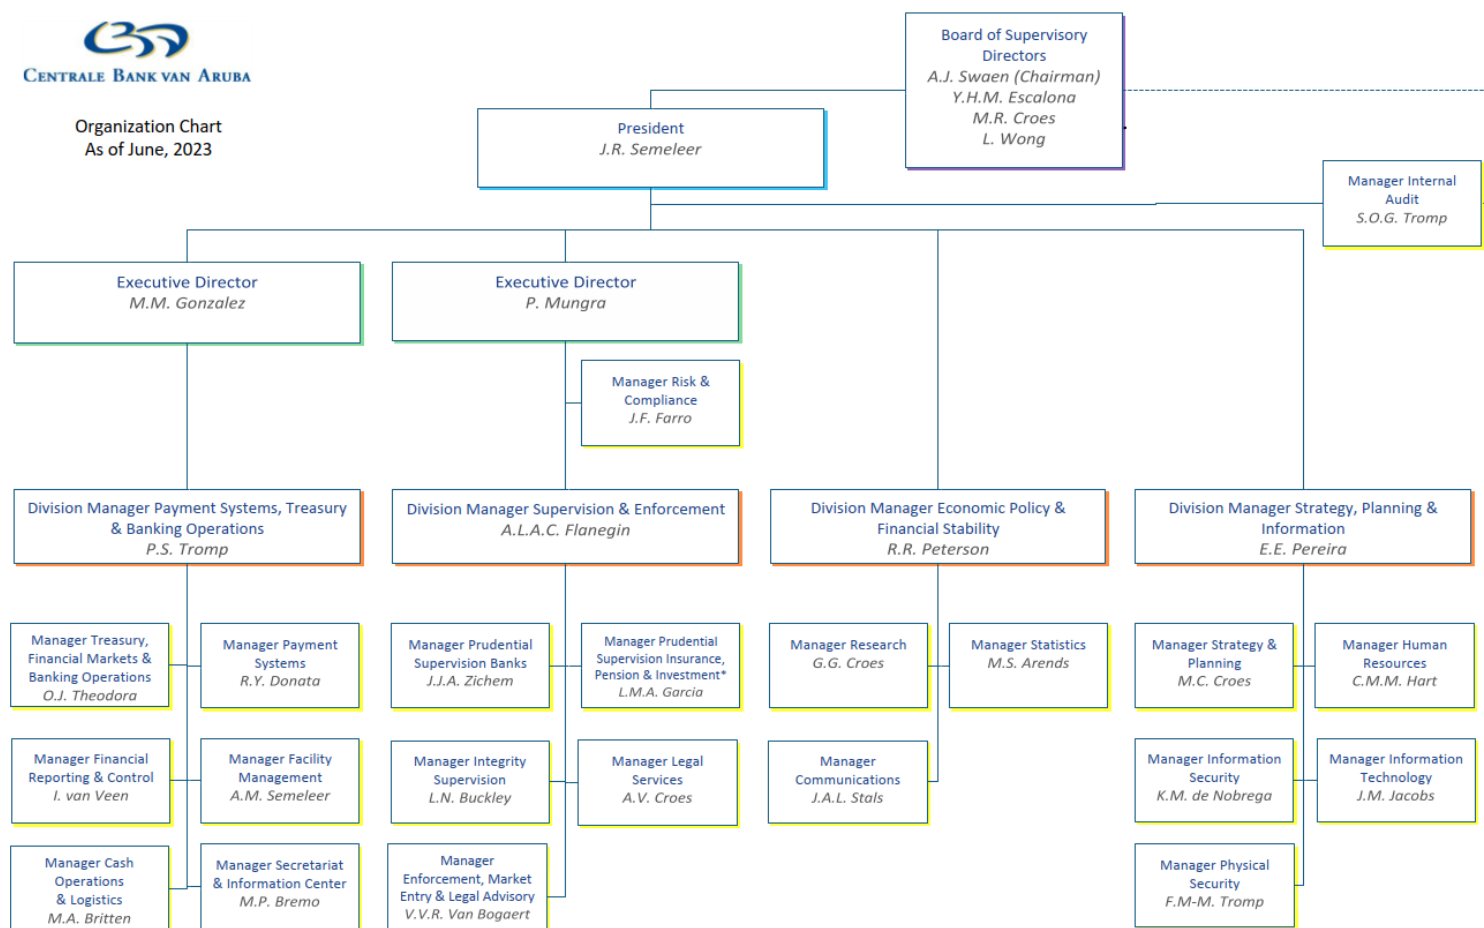 CENTRALE BANK VAN ARUBA
Organization Chart
As of June, 2023
Board of Supervisory
Directors
A.J. Swaen (Chairman)
Y.H.M. Escalona
M.R. Croes
L. Wong
President
J.R. Semeleer
Manager Internal
Audit
S.O.G. Tromp
Executive Director
M.M. Gonzalez
Executive Director
P. Mungra
Manager Risk &
Compliance
J.F. Farro
Division Manager Payment Systems, Treasury
& Banking Operations
P.S. Tromp
Division Manager Supervision & Enforcement
A.L.A.C. Flanegin
Division Manager Economic Policy &
Financial Stability
R.R. Peterson
Division Manager Strategy, Planning &
Information
E.E. Pereira
Manager Treasury,
Financial Markets &
Banking Operations
O.J. Theodora
Manager Payment
Systems
R.Y. Donata
Manager Prudential
Supervision Banks
J.J.A. Zichem
Manager Prudential
Supervision Insurance,
Pension & Investment*
L.M.A. Garcia
Manager Research
G.G. Croes
Manager Statistics
M.S. Arends
Manager Strategy &
Planning
M.C. Croes
Manager Human
Resources
C.M.M. Hart
Manager Financial
Reporting & Control
I. van Veen
Manager Facility
Management
A.M. Semeleer
Manager Integrity
Supervision
L.N. Buckley
Manager Legal
Services
A.V. Croes
Manager
Communications
J.A.L. Stals
Manager Information
Security
K.M. de Nobrega
Manager Information
Technology
J.M. Jacobs
Manager Cash
Operations
& Logistics
M.A. Britten
Manager Secretariat
& Information Center
M.P. Bremo
Manager
Enforcement, Market
Entry & Legal Advisory
V.V.R. Van Bogaert
Manager Physical
Security
F.M-M. Tromp